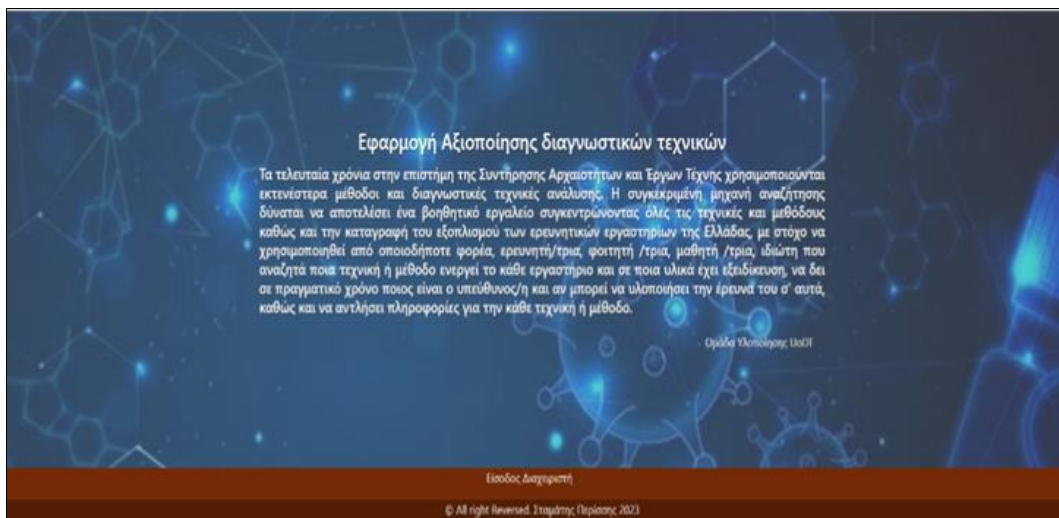 Εφαρμογή Αξιοποίησης διαγνωστικών τεχνικών
Τα τελευταία χρόνια στην επιστήμη της Συντήρησης Αρχαιοτήτων και Έργων Τέχνης χρησιμοποιούνται
εκτενέστερα μέθοδοι και διαγνωστικές τεχνικές ανάλυσης. Η συγκεκριμένη μηχανή αναζήτησης
δύναται να αποτελέσει ένα βοηθητικό εργαλείο συγκεντρώνοντας όλες τις τεχνικές και μεθόδους
καθώς και την καταγραφή του εξοπλισμού των ερευνητικών εργαστηρίων της Ελλάδας, με στόχο να
χρησιμοποιηθεί από οποιοδήποτε φορέα, ερευνητή/τρια, φοιτητή /τρια, μαθητή /τρια, ιδιώτη που
αναζητά ποια τεχνική ή μέθοδο ενεργεί το κάθε εργαστήριο και σε ποια υλικά έχει εξειδίκευση, να δει
σε πραγματικό χρόνο ποιος είναι ο υπεύθυνος/η και αν μπορεί να υλοποιήσει την έρευνά του σ' αυτά,
καθώς και να αντλήσει πληροφορίες για την κάθε τεχνική ή μέθοδο.
Ομάδα Υλοποίησης UoDT
Είσοδος Διαχειριστή
© All right Reversed. Σταμάτης Περίσσης 2023